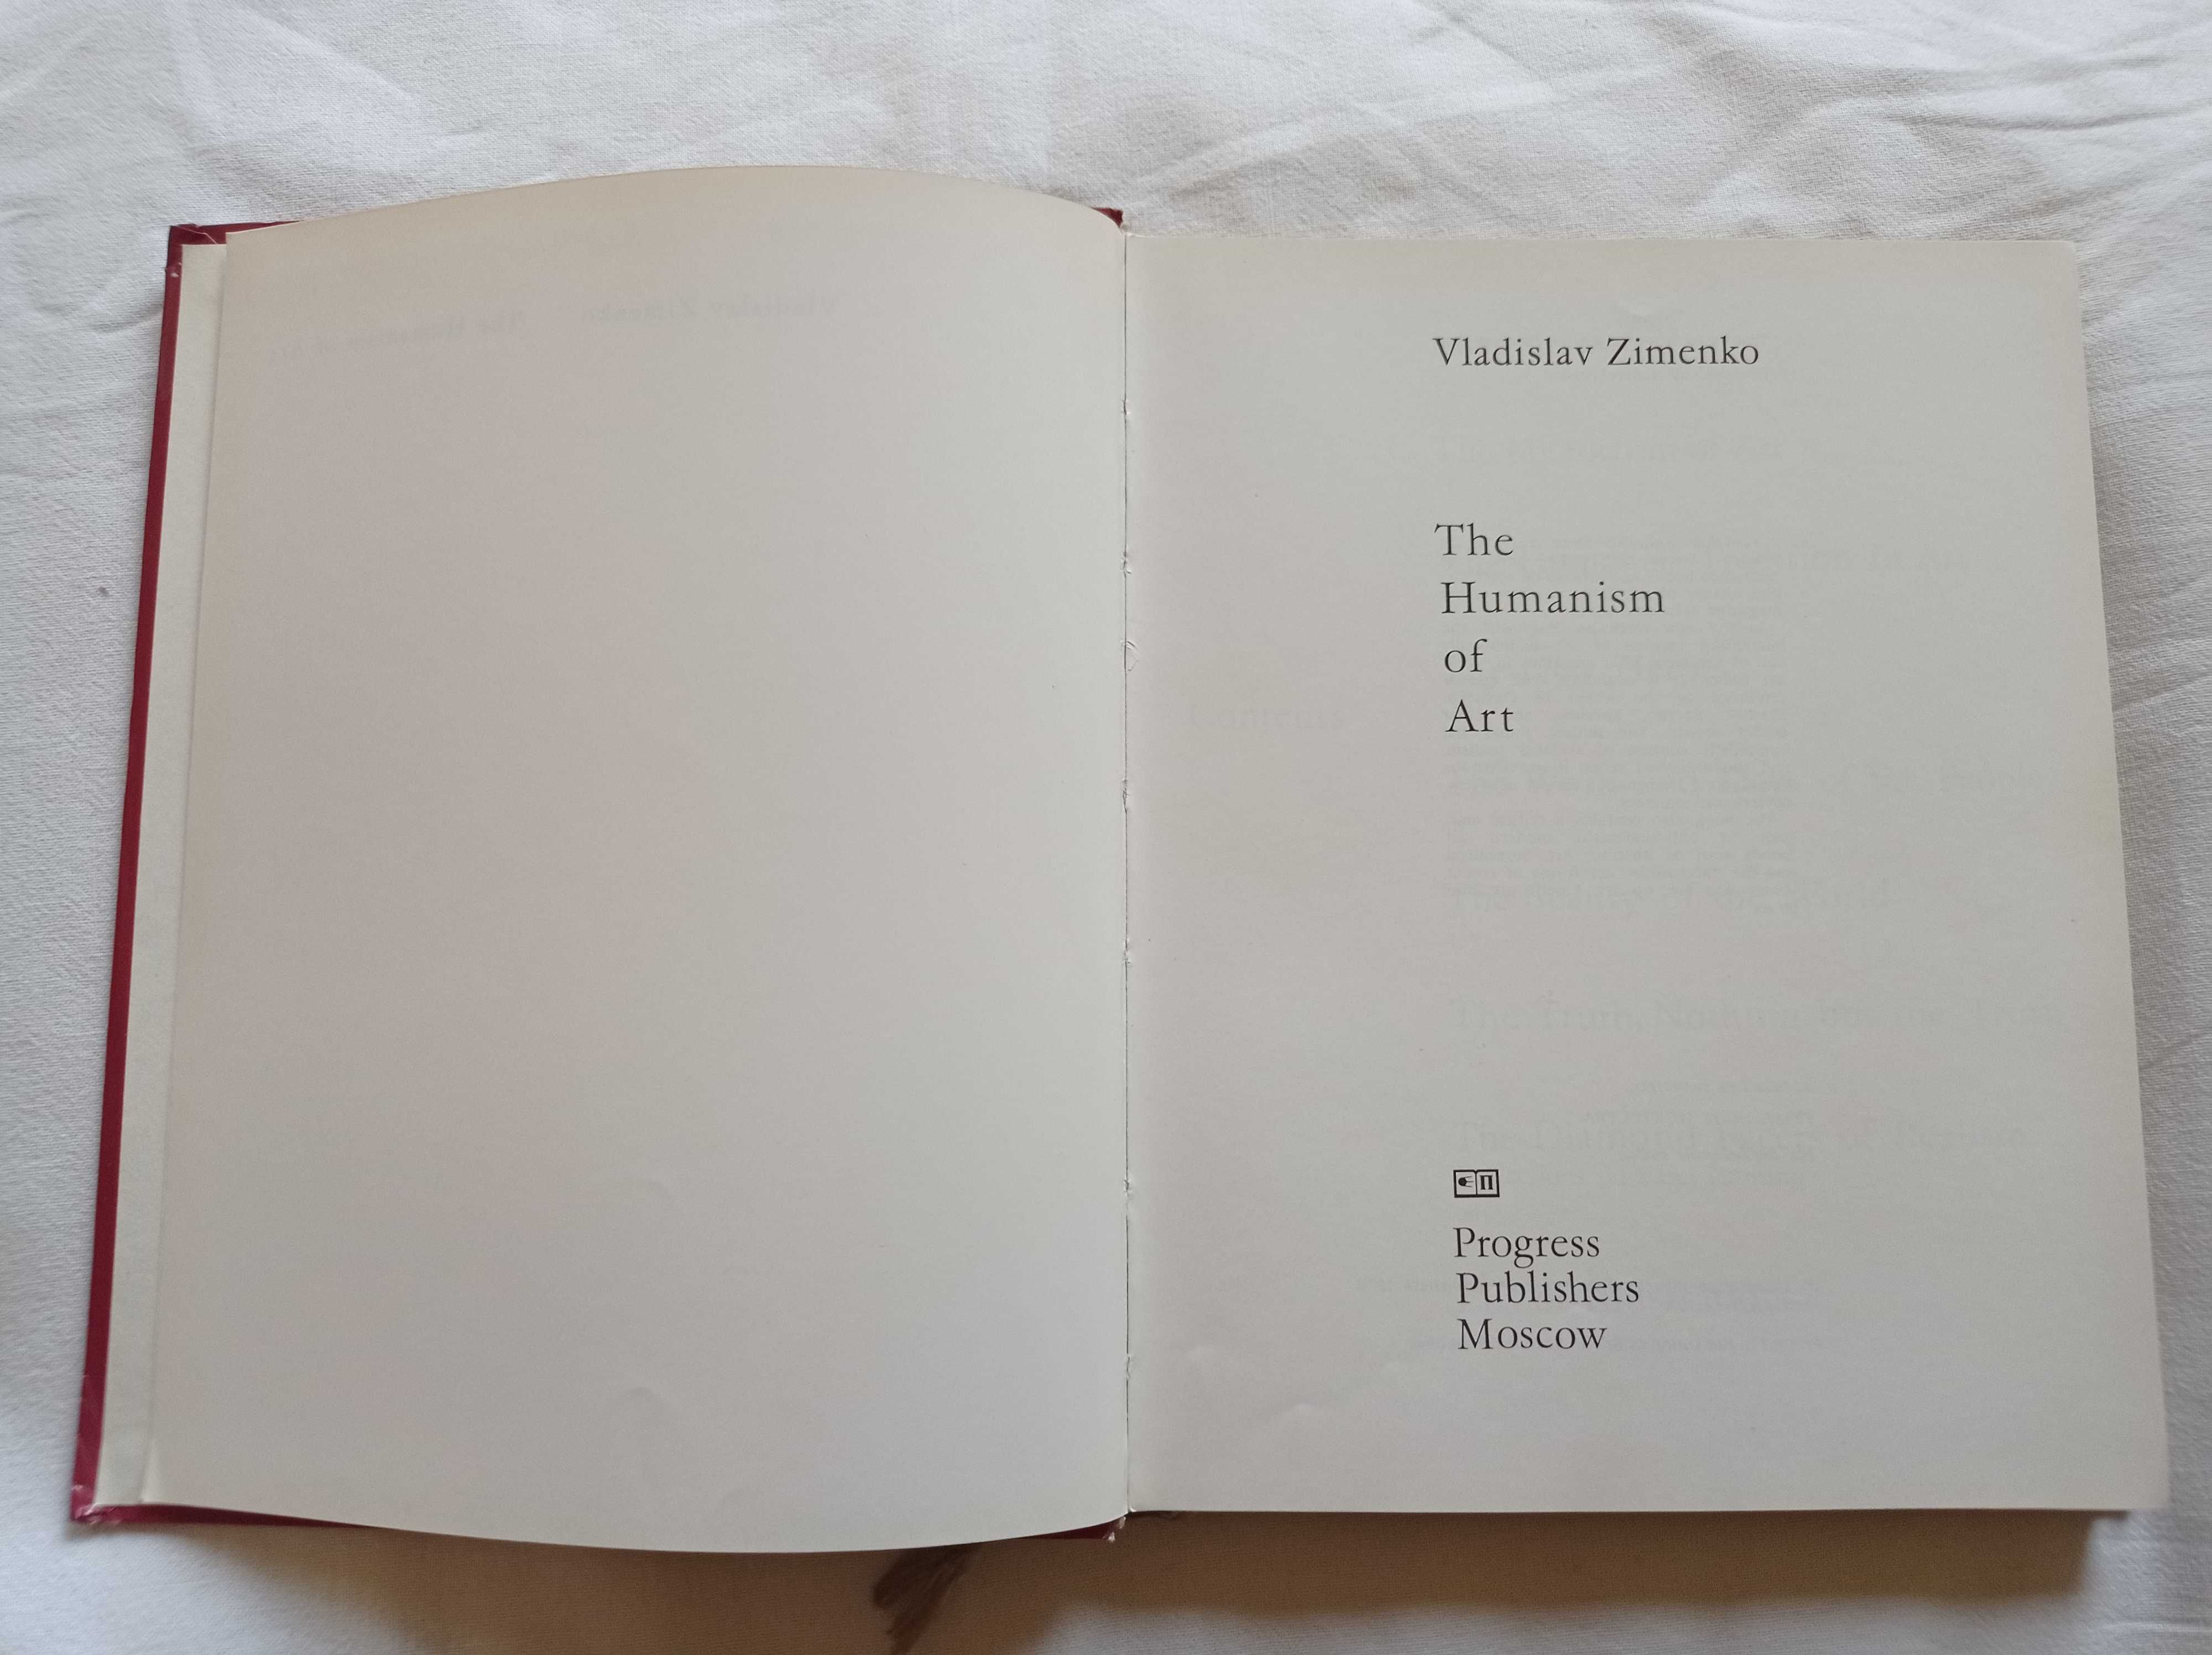 Vladislav Zimenko
The
Humanism
of
Art
П
Progress
Publishers
Moscow